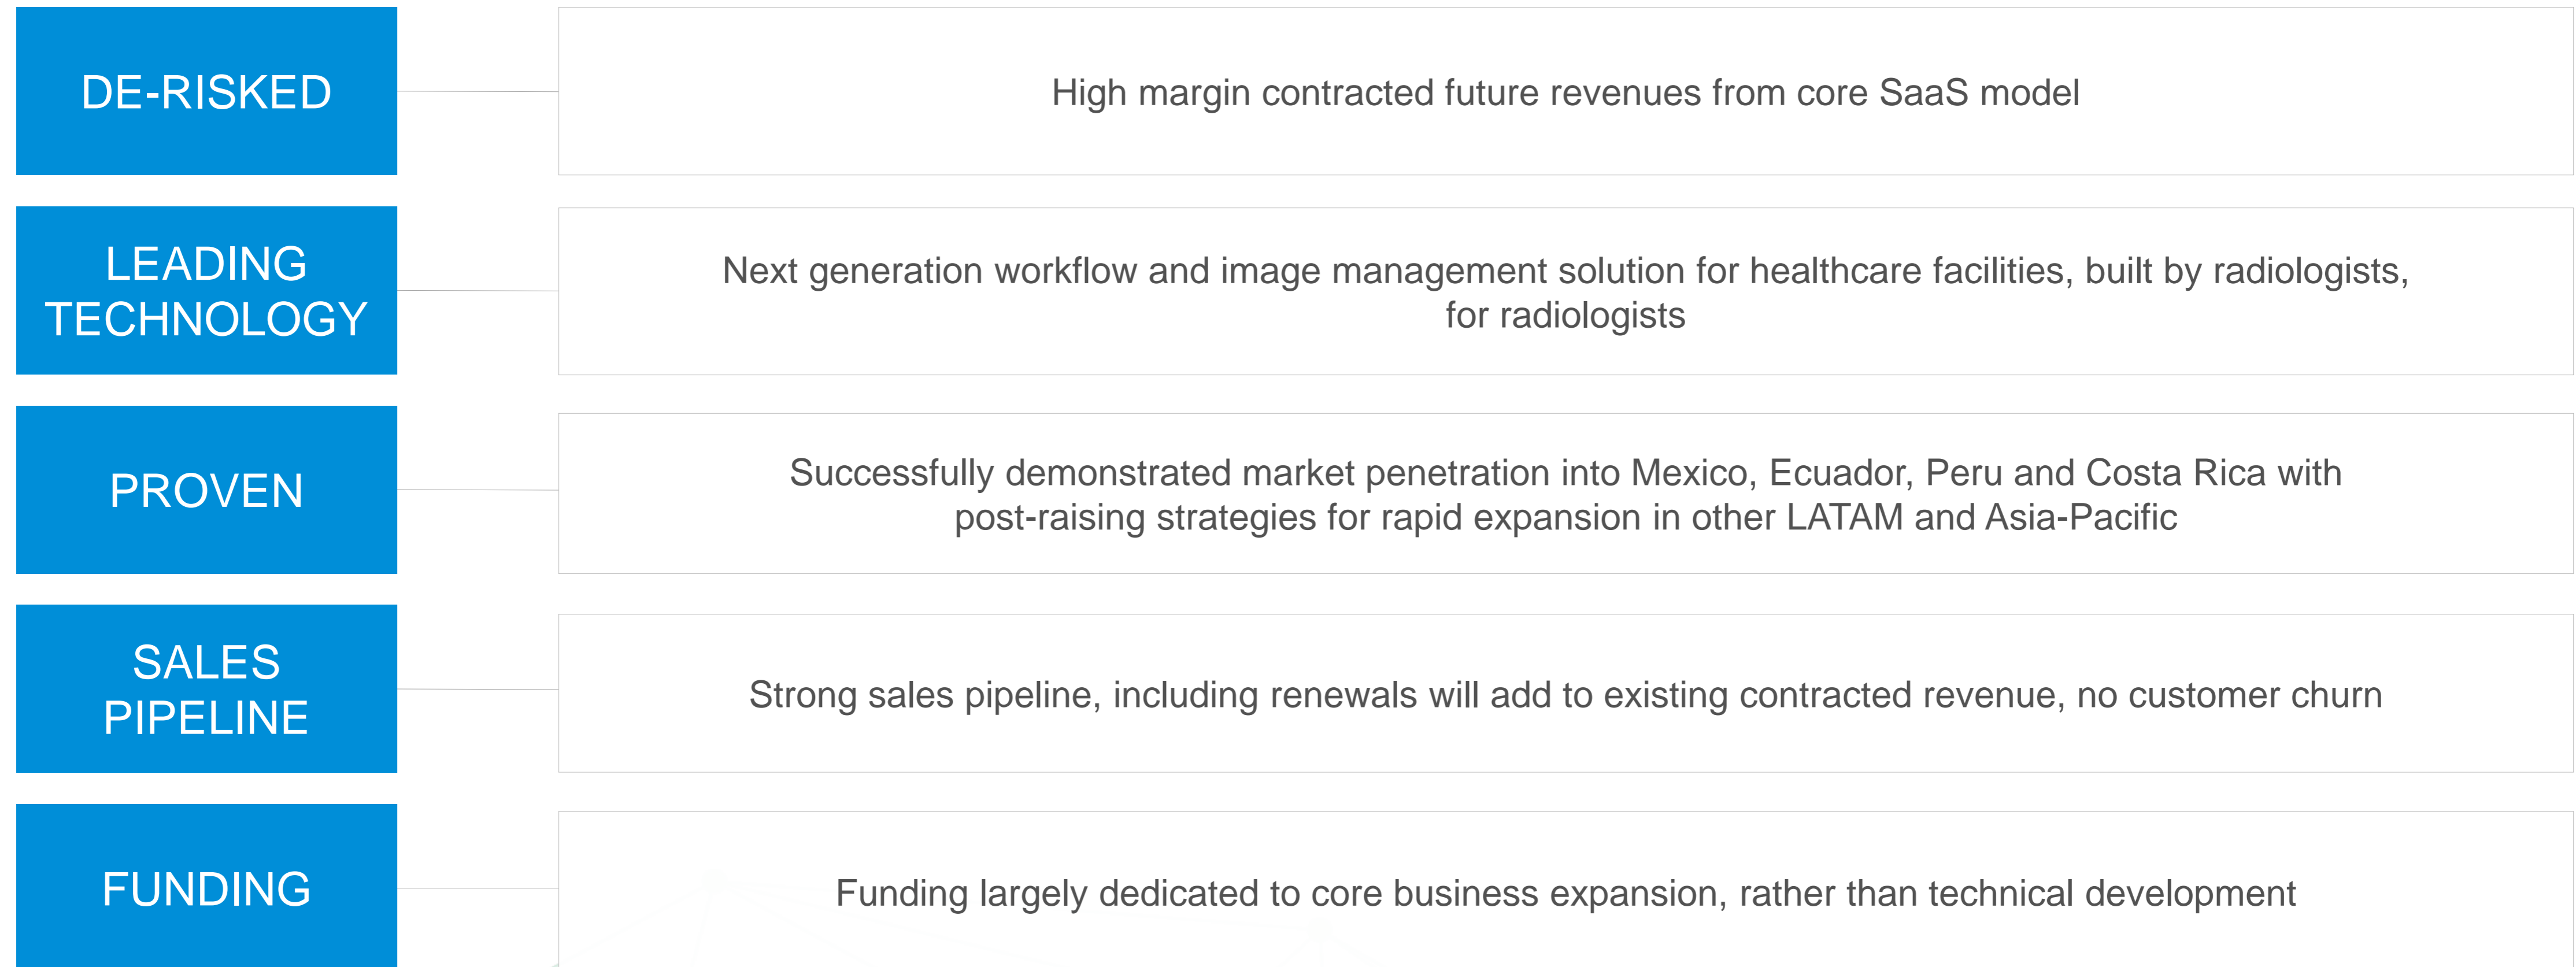 DE-RISKED
High margin contracted future revenues from core SaaS model
LEADING
TECHNOLOGY
Next generation workflow and image management solution for healthcare facilities, built by radiologists,
for radiologists
PROVEN
Successfully demonstrated market penetration into Mexico, Ecuador, Peru and Costa Rica with
post-raising strategies for rapid expansion in other LATAM and Asia-Pacific
SALES
PIPELINE
Strong sales pipeline, including renewals will add to existing contracted revenue, no customer churn
FUNDING
Funding largely dedicated to core business expansion, rather than technical development